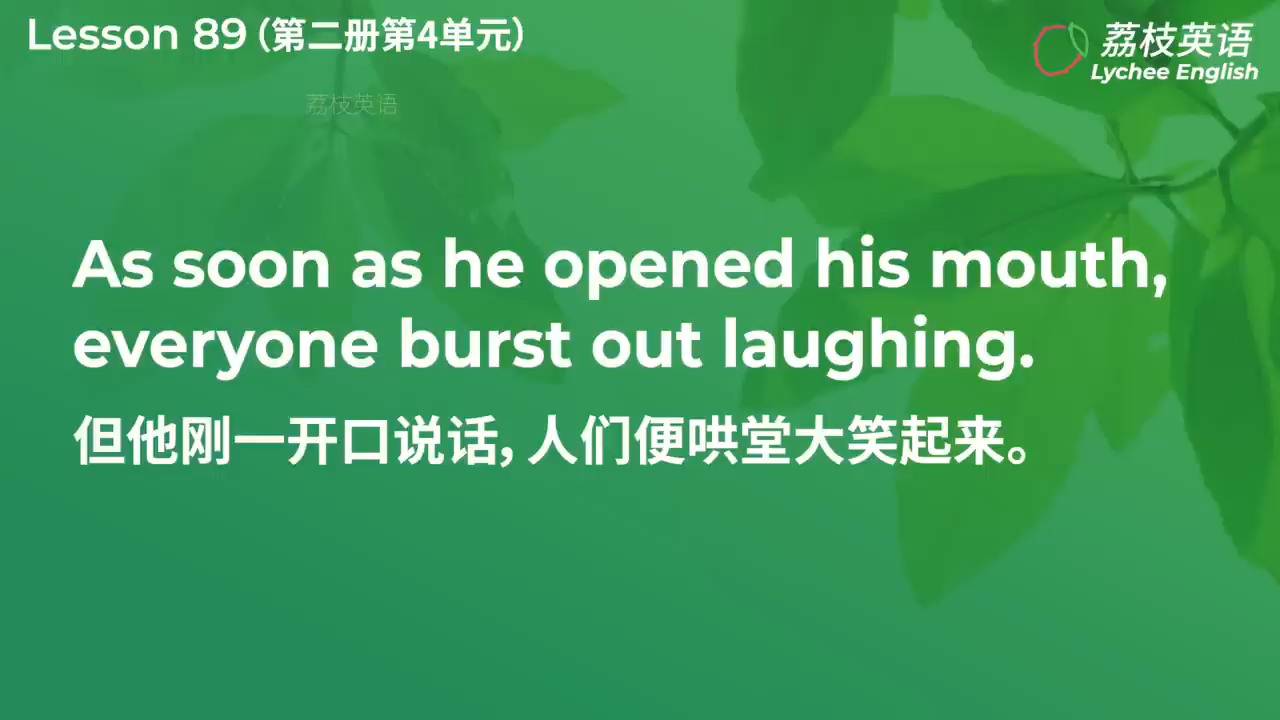 Lesson 89 (第二册第4单元)
荔枝英语
Lychee English
荔枝英语
As soon as he opened his mouth,
everyone burst out laughing.
但他刚一开口说话, 人们便哄堂大笑起来。